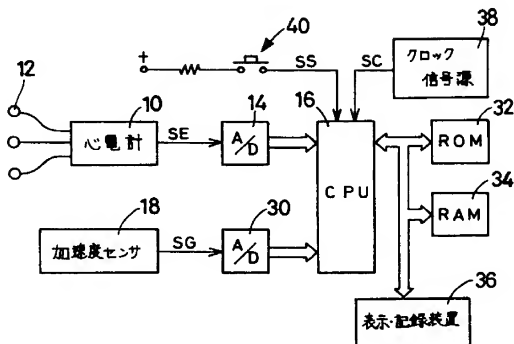 40
38
+
SS
SC
クロック
信号源
12
10
14
16
32
心電計
SE
A/D
CPU
ROM
34
RAM
18
30
加速度センサ
SG
A/D
36
表示・記録装置